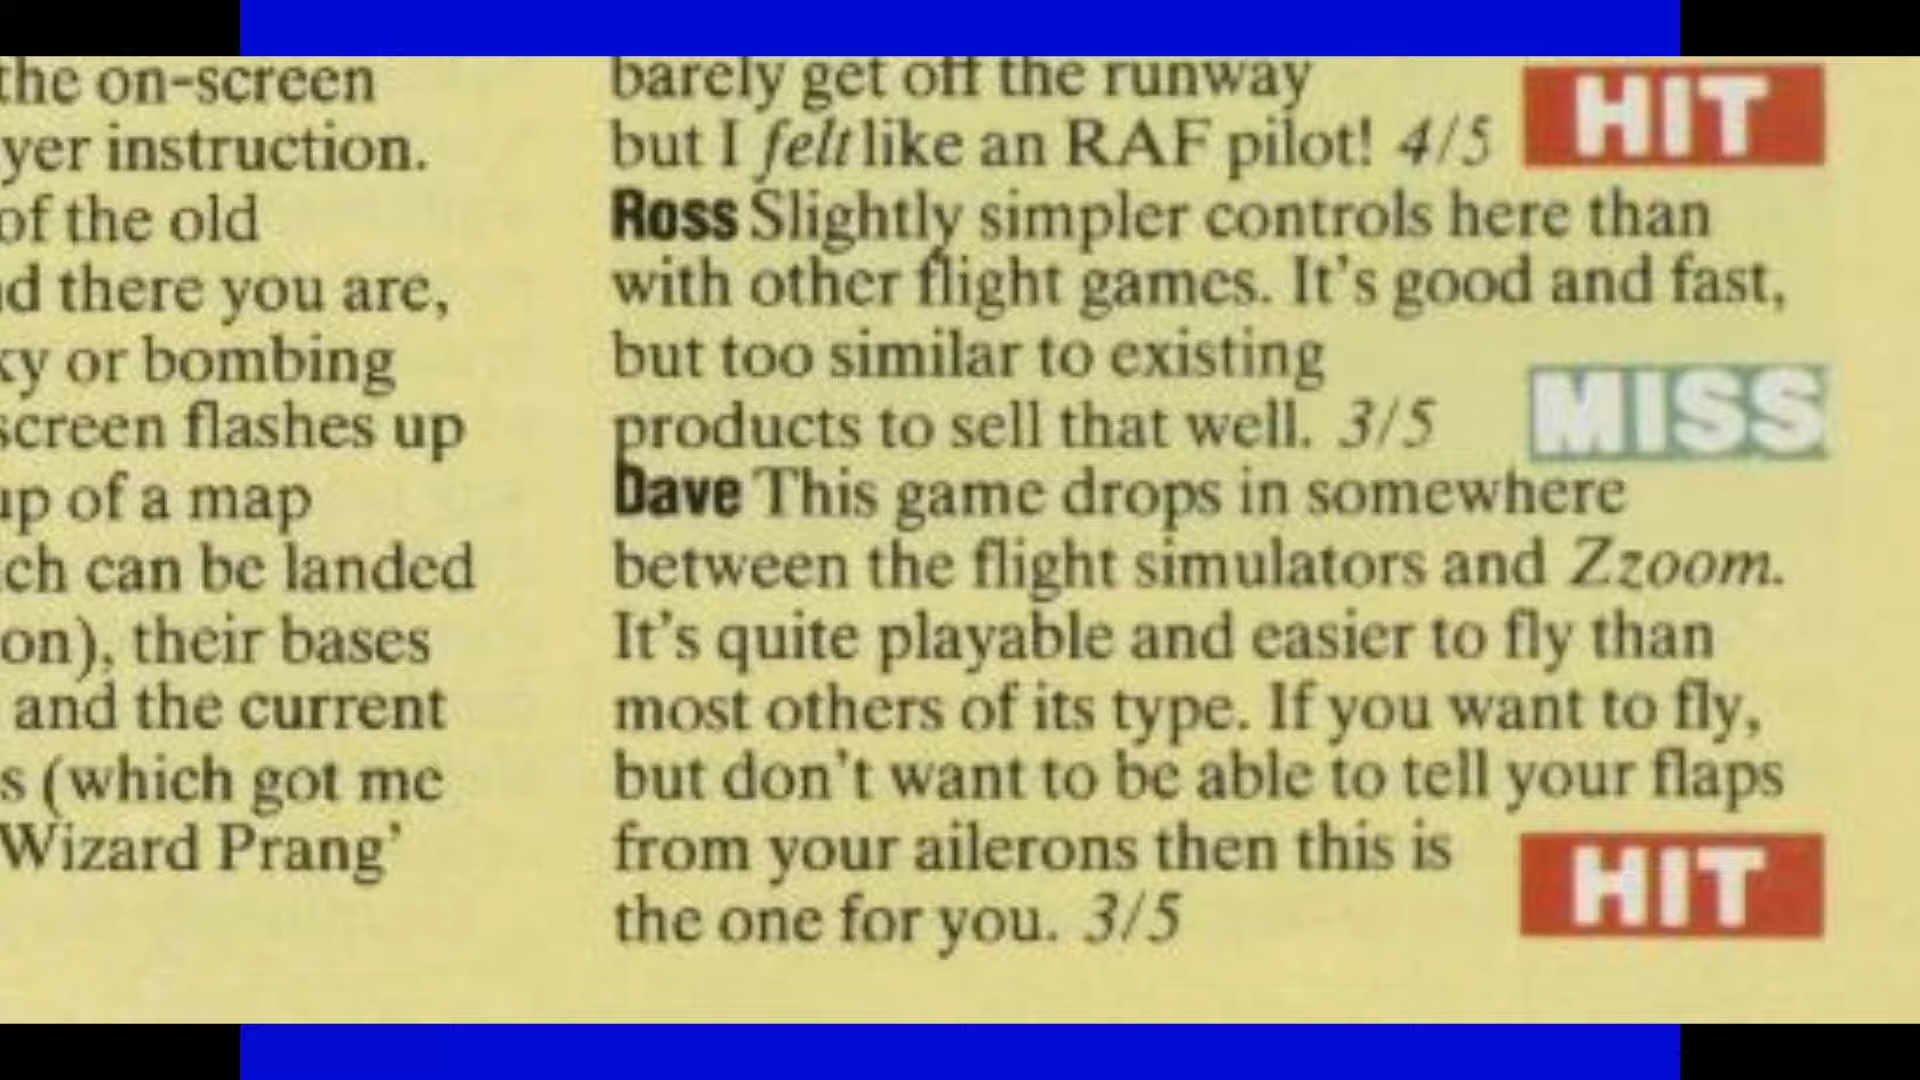 the on-screen
yer instruction.
of the old
d there you are,
ky or bombing
screen flashes up
up of a map
ch can be landed
on), their bases
and the current
s (which got me
Wizard Prang'
barely get off the runway
but I felt like an RAF pilot! 4/5 HIT
Ross Slightly simpler controls here than
with other flight games. It's good and fast,
but too similar to existing
products to sell that well. 3/5 MISS
Dave This game drops in somewhere
between the flight simulators and Zzoom.
It's quite playable and easier to fly than
most others of its type. If you want to fly,
but don't want to be able to tell your flaps
from your ailerons then this is
the one for you. 3/5 HIT